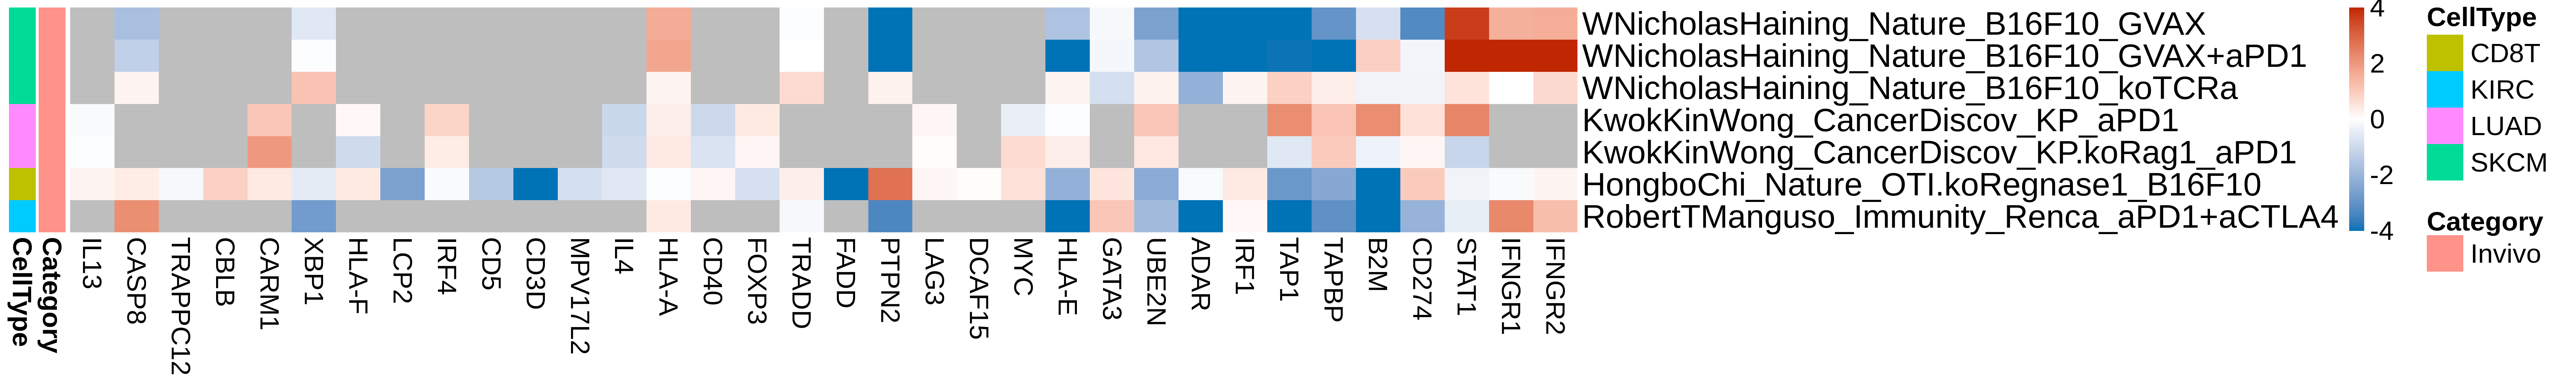 WNicholasHaining_Nature_B16F10_GVAX
WNicholasHaining_Nature_B16F10_GVAX+aPD1
WNicholasHaining_Nature_B16F10_koTCRa
KwokKinWong_CancerDiscov_KP_aPD1
KwokKinWong_CancerDiscov_KP.koRag1_aPD1
HongboChi_Nature_OTI.koRegnase1_B16F10
RobertTManguso_Immunity_Renca_aPD1+aCTLA4
4
2
0
-2
-4
CellType
CD8T
KIRC
LUAD
SKCM
Category
Invivo
CellType
Category
IL13
CASP8
TRAPPC12
CBLB
CARM1
XBP1
HLA-F
LCP2
IRF4
CD5
CD3D
MPV17L2
IL4
HLA-A
CD40
FOXP3
TRADD
FADD
PTPN2
LAG3
DCAF15
MYC
HLA-E
GATA3
UBE2N
ADAR
IRF1
TAP1
TAPBP
B2M
CD274
STAT1
IFNGR1
IFNGR2